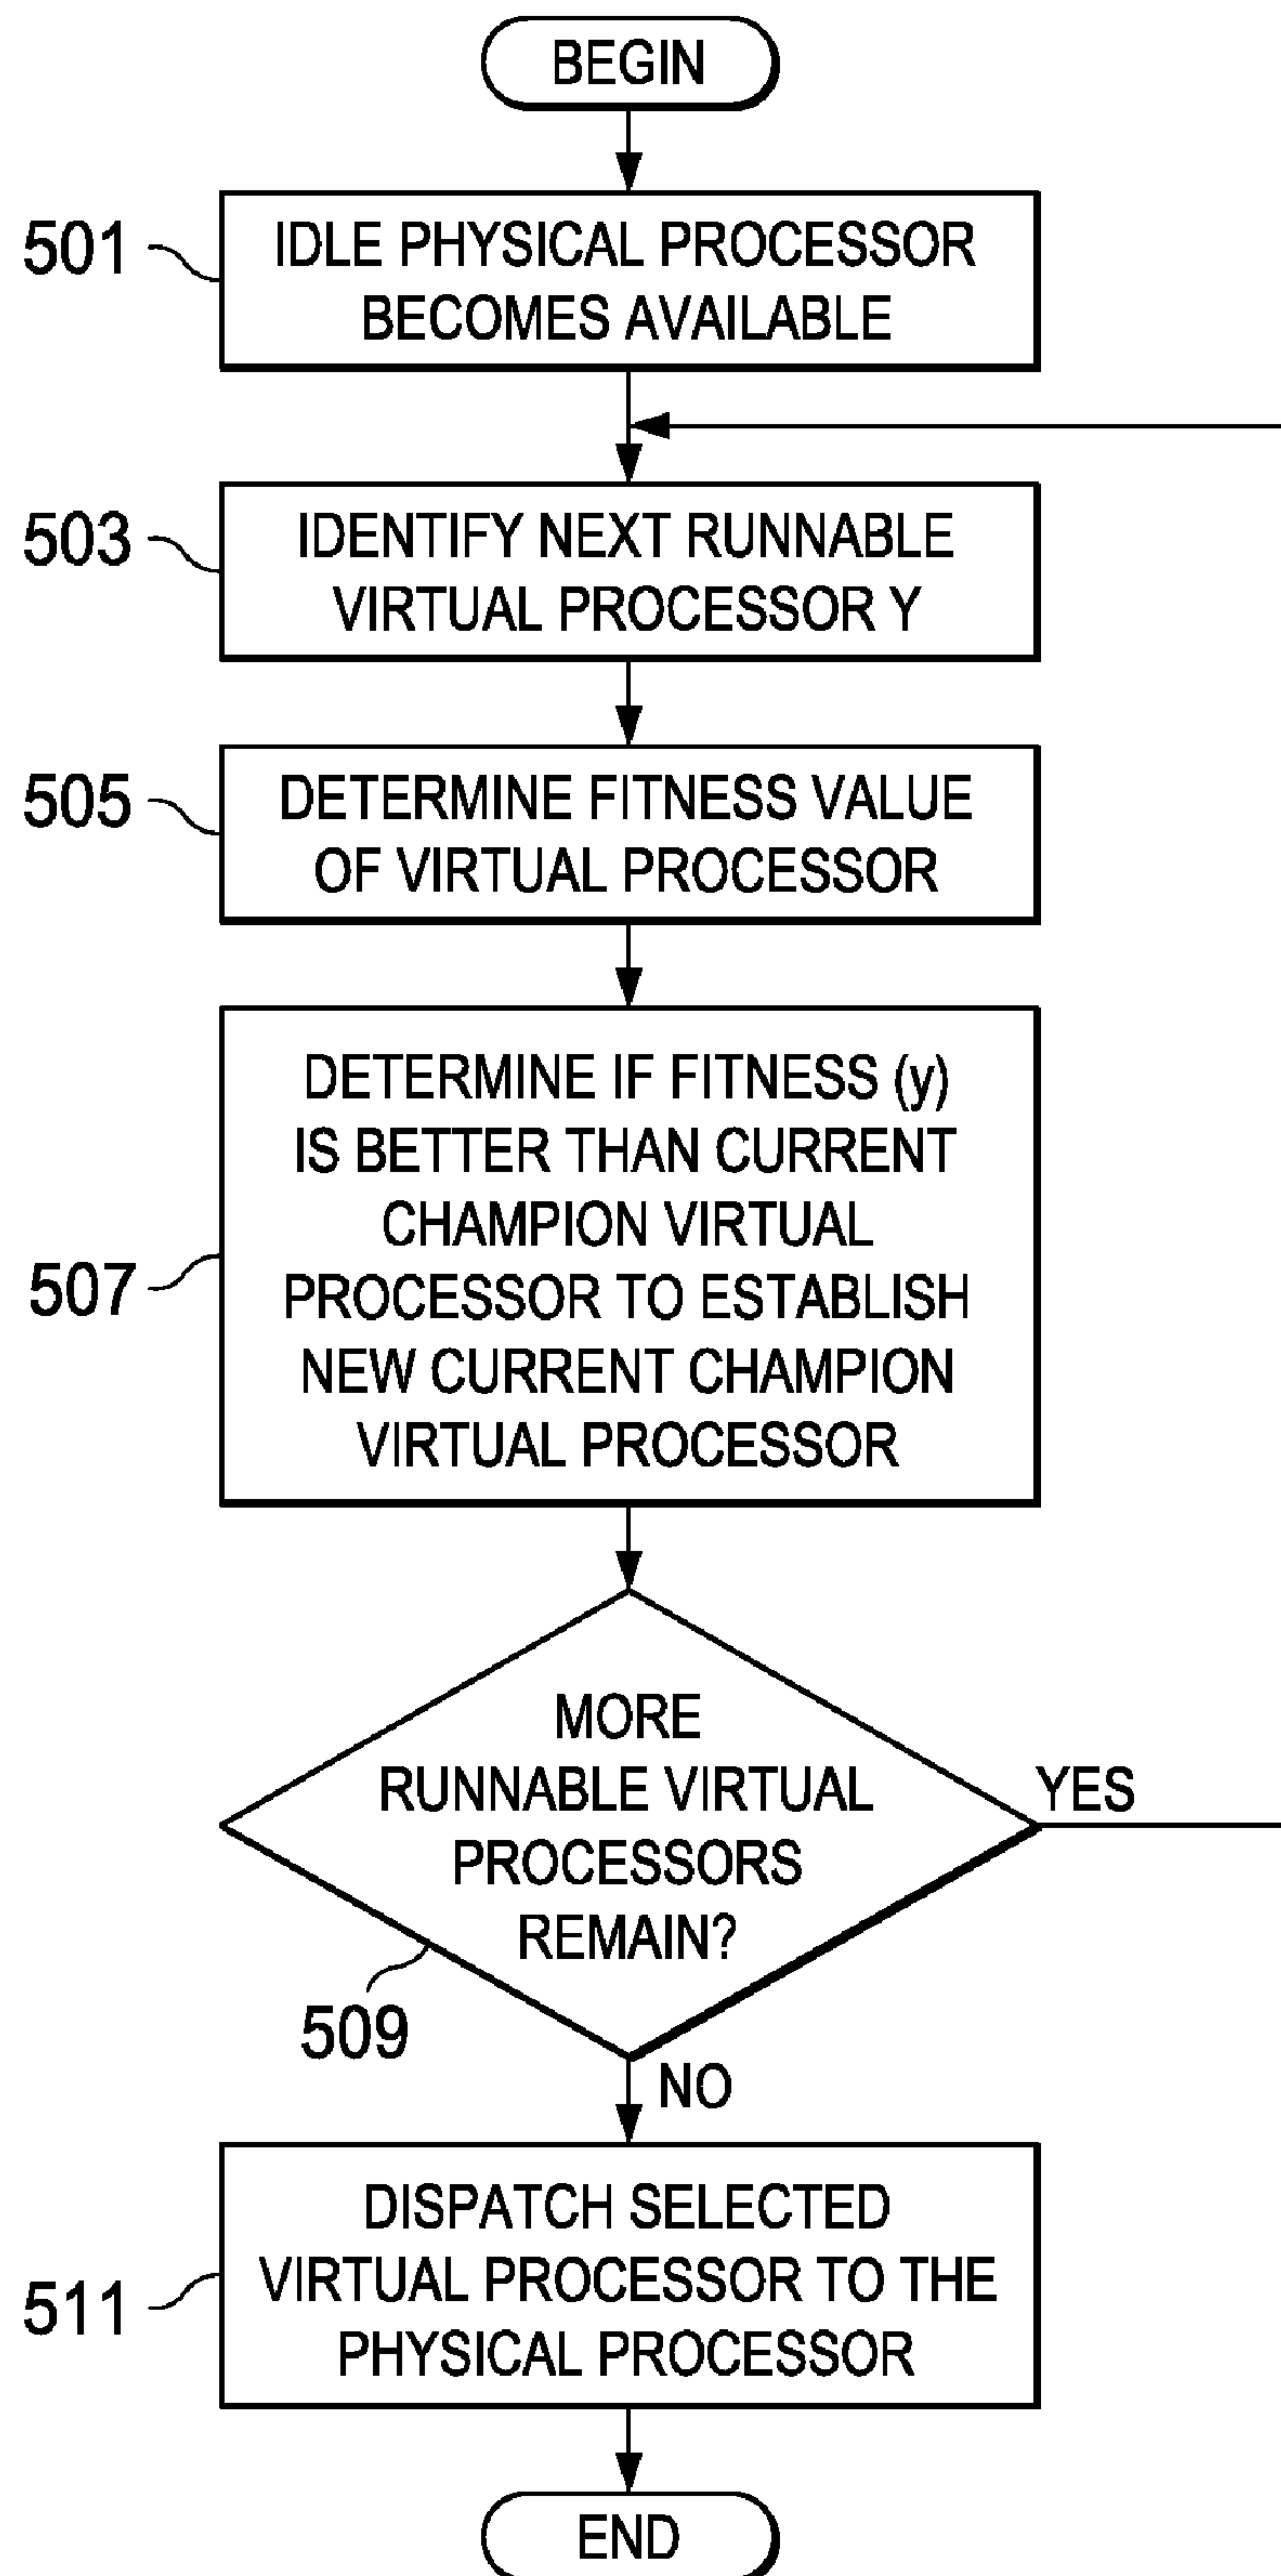 BEGIN
501
IDLE PHYSICAL PROCESSOR
BECOMES AVAILABLE
503
IDENTIFY NEXT RUNNABLE
VIRTUAL PROCESSOR Y
505
DETERMINE FITNESS VALUE
OF VIRTUAL PROCESSOR
507
DETERMINE IF FITNESS (y)
IS BETTER THAN CURRENT
CHAMPION VIRTUAL
PROCESSOR TO ESTABLISH
NEW CURRENT CHAMPION
VIRTUAL PROCESSOR
MORE
RUNNABLE VIRTUAL
PROCESSORS
REMAIN?
YES
509
NO
511
DISPATCH SELECTED
VIRTUAL PROCESSOR TO THE
PHYSICAL PROCESSOR
END